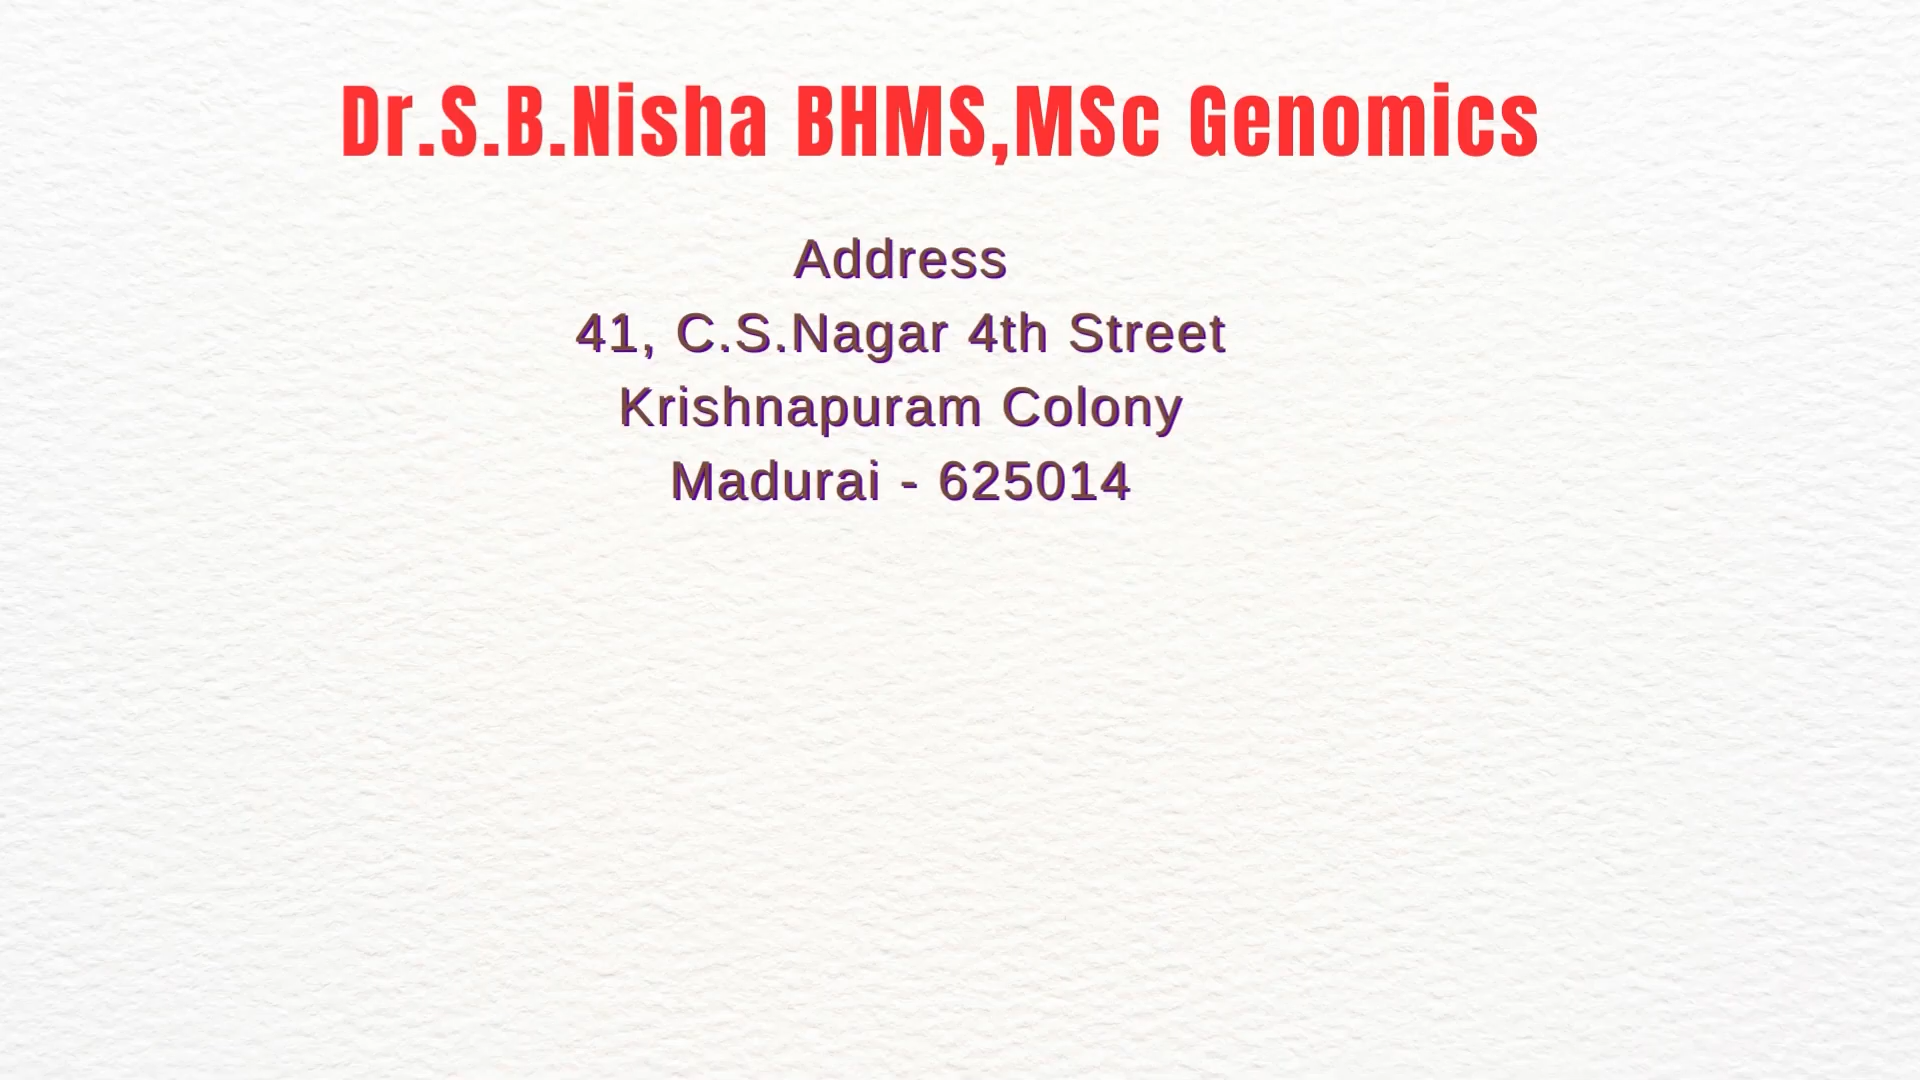 Dr.S.B.Nisha BHMS,MSc Genomics
Address
41, C.S.Nagar 4th Street
Krishnapuram Colony
Madurai - 625014